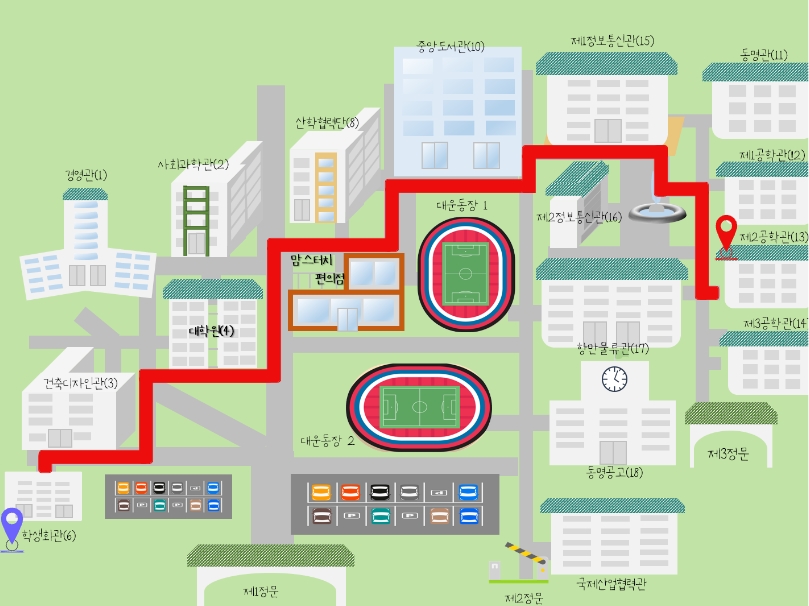 중앙도서관(10)
제1정보통신관(15)
동명관(11)
산학협력단(8)
사회과학관(2)
제1공학관(12)
경영관(1)
대운동장 1
제2정보통신관(16)
제2공학관(13)
맘스터치
편의점
대학원(4)
제3공학관(14)
항만물류관(17)
건축디자인관(3)
대운동장 2
제3정문
동명공고(18)
학생회관(6)
국제산업협력관
제1정문
제2정문